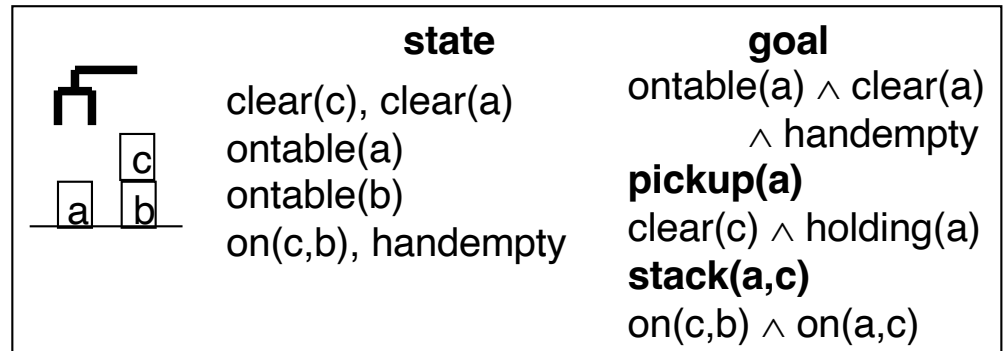 state
clear(c), clear(a)
ontable(a)
ontable(b)
on(c,b), handempty
goal
ontable(a) ∧ clear(a)
∧ handempty
pickup(a)
clear(c) ∧ holding(a)
stack(a,c)
on(c,b) ∧ on(a,c)
c
a b